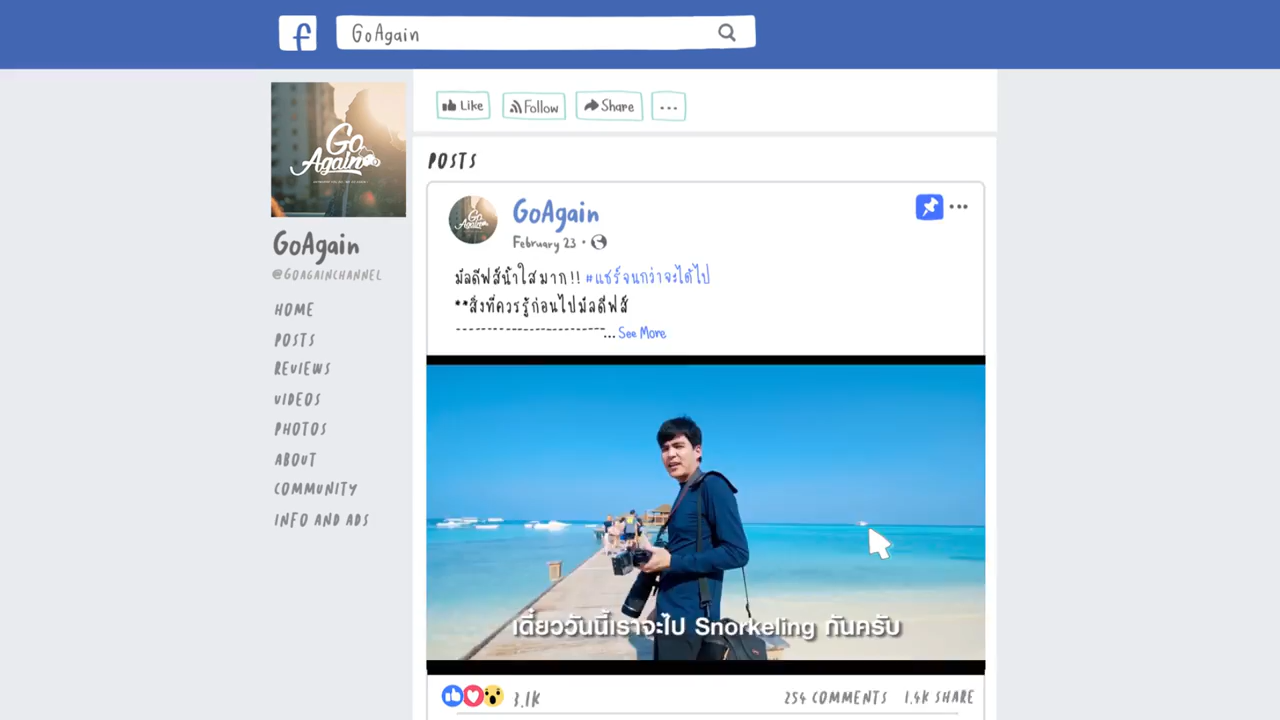 f
GoAgain
Like
Follow
Share
...
Go
Again
GoAgain
@GOAGAINCHANNEL
HOME
POSTS
REVIEWS
VIDEOS
PHOTOS
ABOUT
COMMUNITY
INFO AND ADS
POSTS
Go
Again
GoAgain
February 23 ·
มัลดีฟส์น้ำใสมาก!! #แชร์จนกว่าจะได้ไป
**สิ่งที่ควรรู้ก่อนไปมัลดีฟส์
------------------------... See More
เดี๋ยววันนี้เราจะไป Snorkeling กันครับ
3.1K
254 COMMENTS 1.4K SHARE